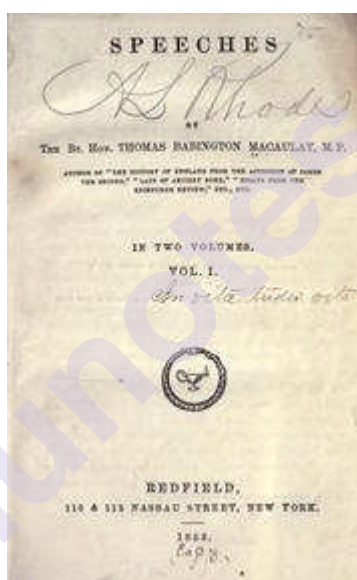 SPEECHES
A L Rhodes
BY
THE RT. HON. THOMAS BABINGTON MACAULAY, M.P.
AUTHOR OF "THE HISTORY OF ENGLAND FROM THE ACCESSION OF JAMES
THE SECOND," "LAYS OF ANCIENT ROME," "ESSAYS FROM THE
EDINBURGH REVIEW," ETC., ETC.
IN TWO VOLUMES.
VOL. I.
REDFIELD,
110 & 112 NASSAU STREET, NEW YORK.
1853.
unotes